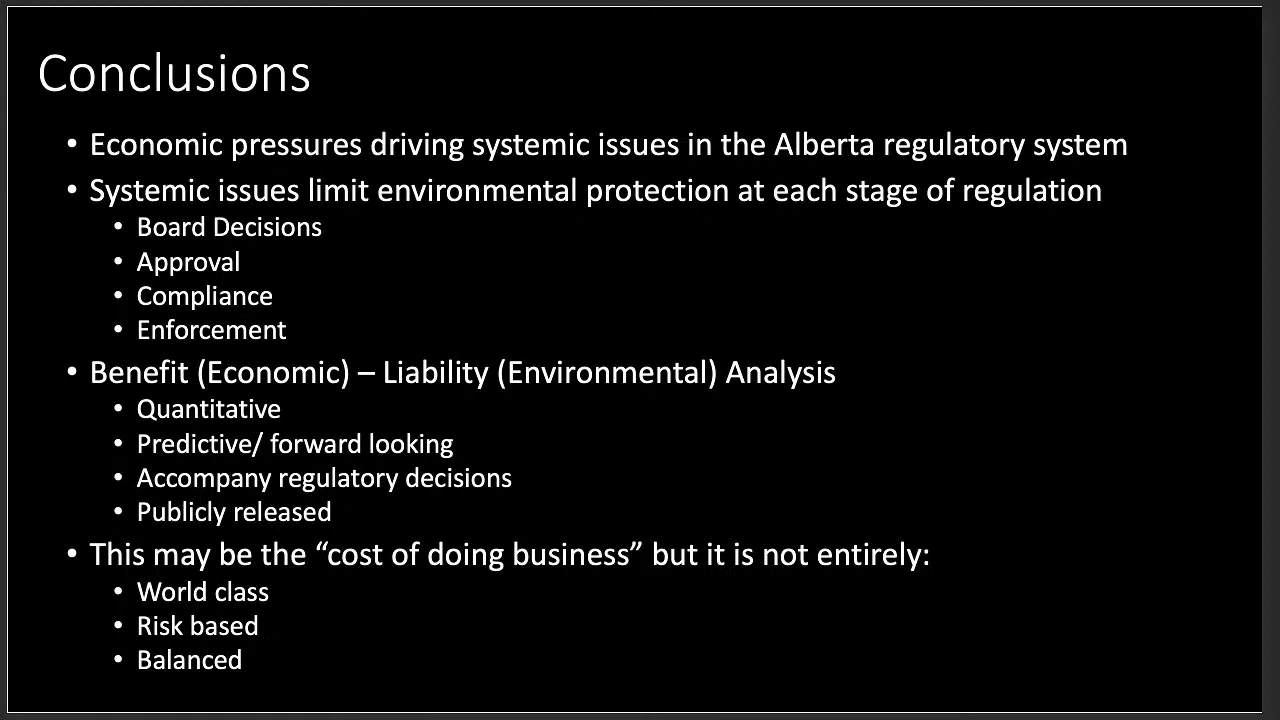 Conclusions
• Economic pressures driving systemic issues in the Alberta regulatory system
• Systemic issues limit environmental protection at each stage of regulation
• Board Decisions
• Approval
• Compliance
• Enforcement
• Benefit (Economic) – Liability (Environmental) Analysis
• Quantitative
• Predictive/ forward looking
• Accompany regulatory decisions
• Publicly released
• This may be the “cost of doing business” but it is not entirely:
• World class
• Risk based
• Balanced